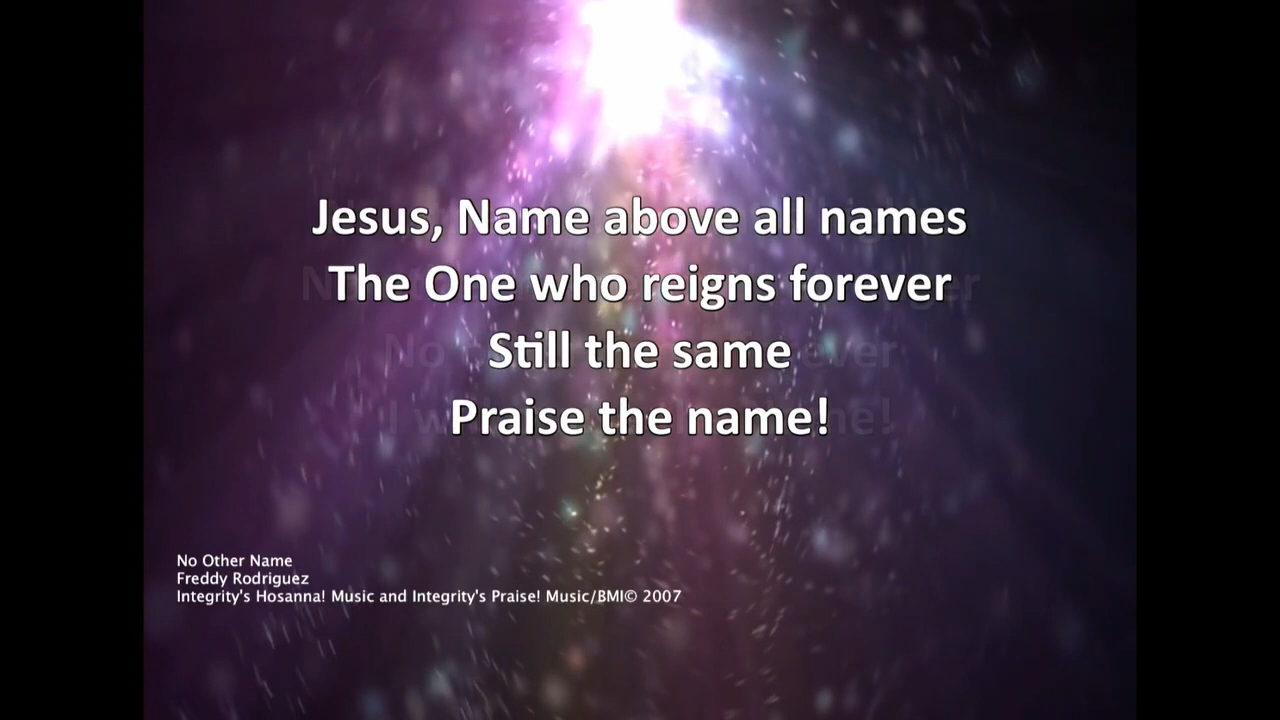 Jesus, Name above all names
The One who reigns forever
Still the same
Praise the name!
No Other Name
Freddy Rodriguez
Integrity's Hosanna! Music and Integrity's Praise! Music/BMI© 2007